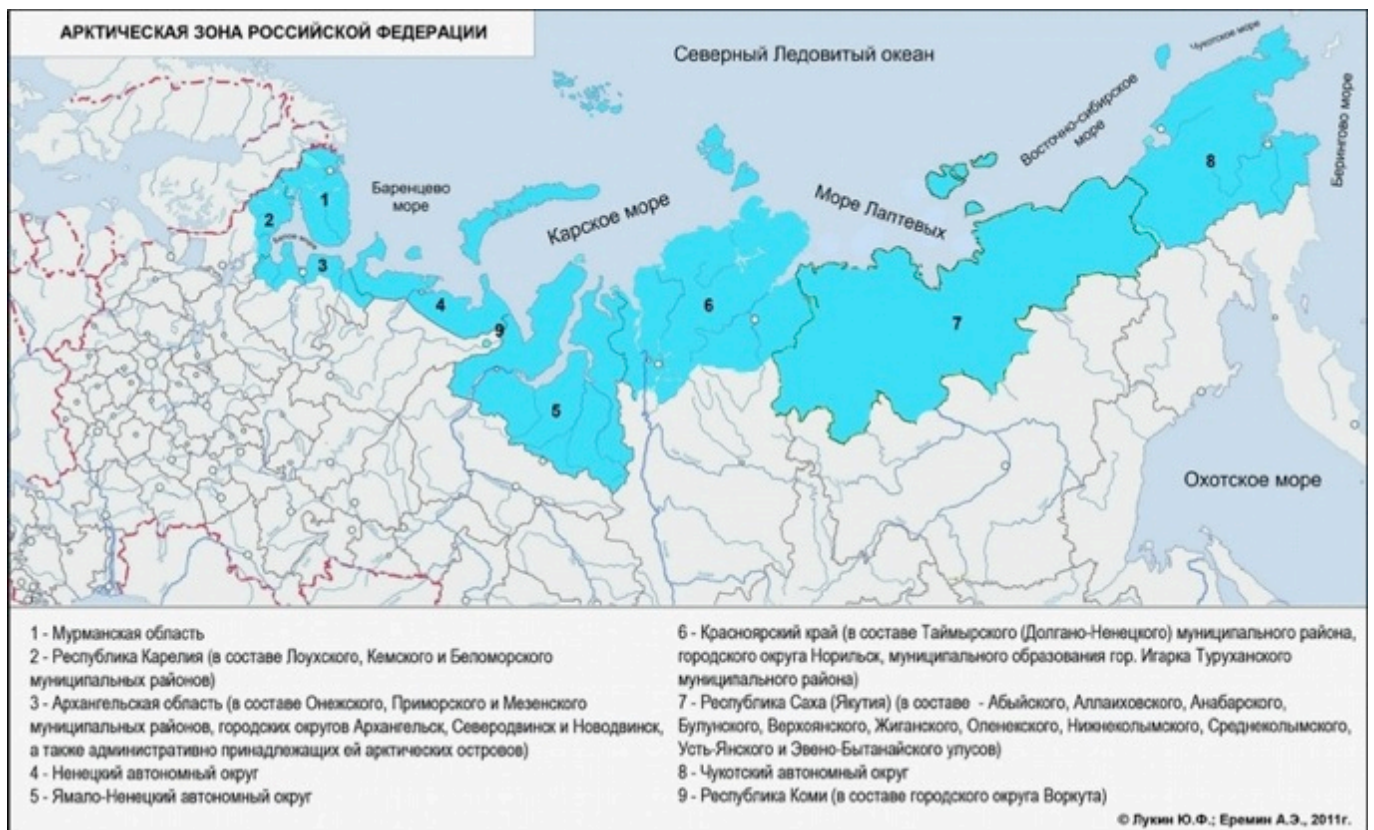 АРКТИЧЕСКАЯ ЗОНА РОССИЙСКОЙ ФЕДЕРАЦИИ
Северный Ледовитый океан
Чукотское море
Берингово море
Восточно-сибирское
море
Баренцево
море
Карское море
Море Лаптевых
Белое море
1
2
3
4
9
5
6
7
8
Охотское море
1 - Мурманская область
2 - Республика Карелия (в составе Лоухского, Кемского и Беломорского
муниципальных районов)
3 - Архангельская область (в составе Онежского, Приморского и Мезенского
муниципальных районов, городских округов Архангельск, Северодвинск и Новодвинск,
а также административно принадлежащих ей арктических островов)
4 - Ненецкий автономный округ
5 - Ямало-Ненецкий автономный округ
6 - Красноярский край (в составе Таймырского (Долгано-Ненецкого) муниципального района,
городского округа Норильск, муниципального образования гор. Игарка Туруханского
муниципального района)
7 - Республика Саха (Якутия) (в составе - Абыйского, Аллаиховского, Анабарского,
Булунского, Верхоянского, Жиганского, Оленекского, Нижнеколымского, Среднеколымского,
Усть-Янского и Эвено-Бытанайского улусов)
8 - Чукотский автономный округ
9 - Республика Коми (в составе городского округа Воркута)
© Лукин Ю.Ф.; Еремин А.Э., 2011г.